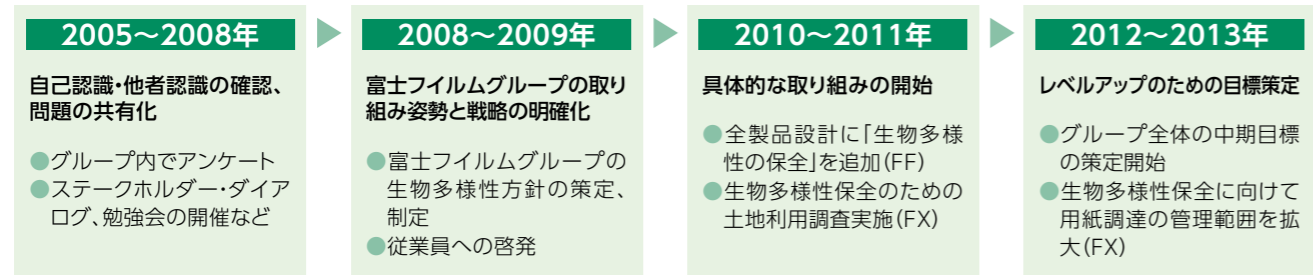 2005〜2008年
自己認識・他者認識の確認、
問題の共有化
●グループ内でアンケート
●ステークホルダー・ダイア
ログ、勉強会の開催など
2008〜2009年
富士フイルムグループの取り
組み姿勢と戦略の明確化
●富士フイルムグループの
生物多様性方針の策定、
制定
●従業員への啓発
2010〜2011年
具体的な取り組みの開始
●全製品設計に「生物多様
性の保全」を追加(FF)
●生物多様性保全のための
土地利用調査実施(FX)
2012〜2013年
レベルアップのための目標策定
●グループ全体の中期目標
の策定開始
●生物多様性保全に向けて
用紙調達の管理範囲を拡
大(FX)